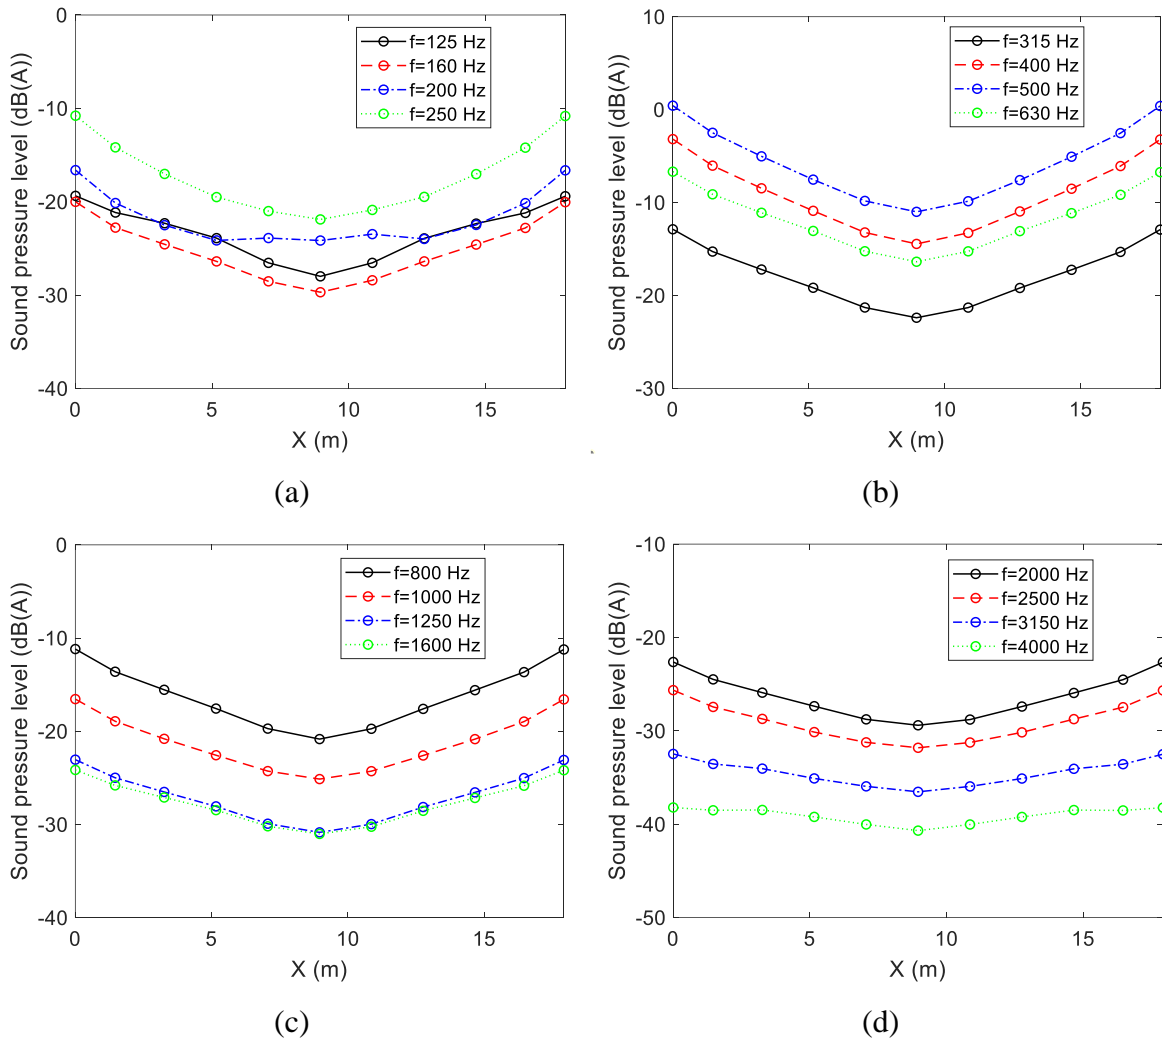 0
-10
-20
-30
-40
Sound pressure level (dB(A))
f=125 Hz
f=160 Hz
f=200 Hz
f=250 Hz
0 5 10 15
X (m)
(a)
10
0
-10
-20
-30
Sound pressure level (dB(A))
f=315 Hz
f=400 Hz
f=500 Hz
f=630 Hz
0 5 10 15
X (m)
(b)
0
-10
-20
-30
-40
Sound pressure level (dB(A))
f=800 Hz
f=1000 Hz
f=1250 Hz
f=1600 Hz
0 5 10 15
X (m)
(c)
-10
-20
-30
-40
-50
Sound pressure level (dB(A))
f=2000 Hz
f=2500 Hz
f=3150 Hz
f=4000 Hz
0 5 10 15
X (m)
(d)